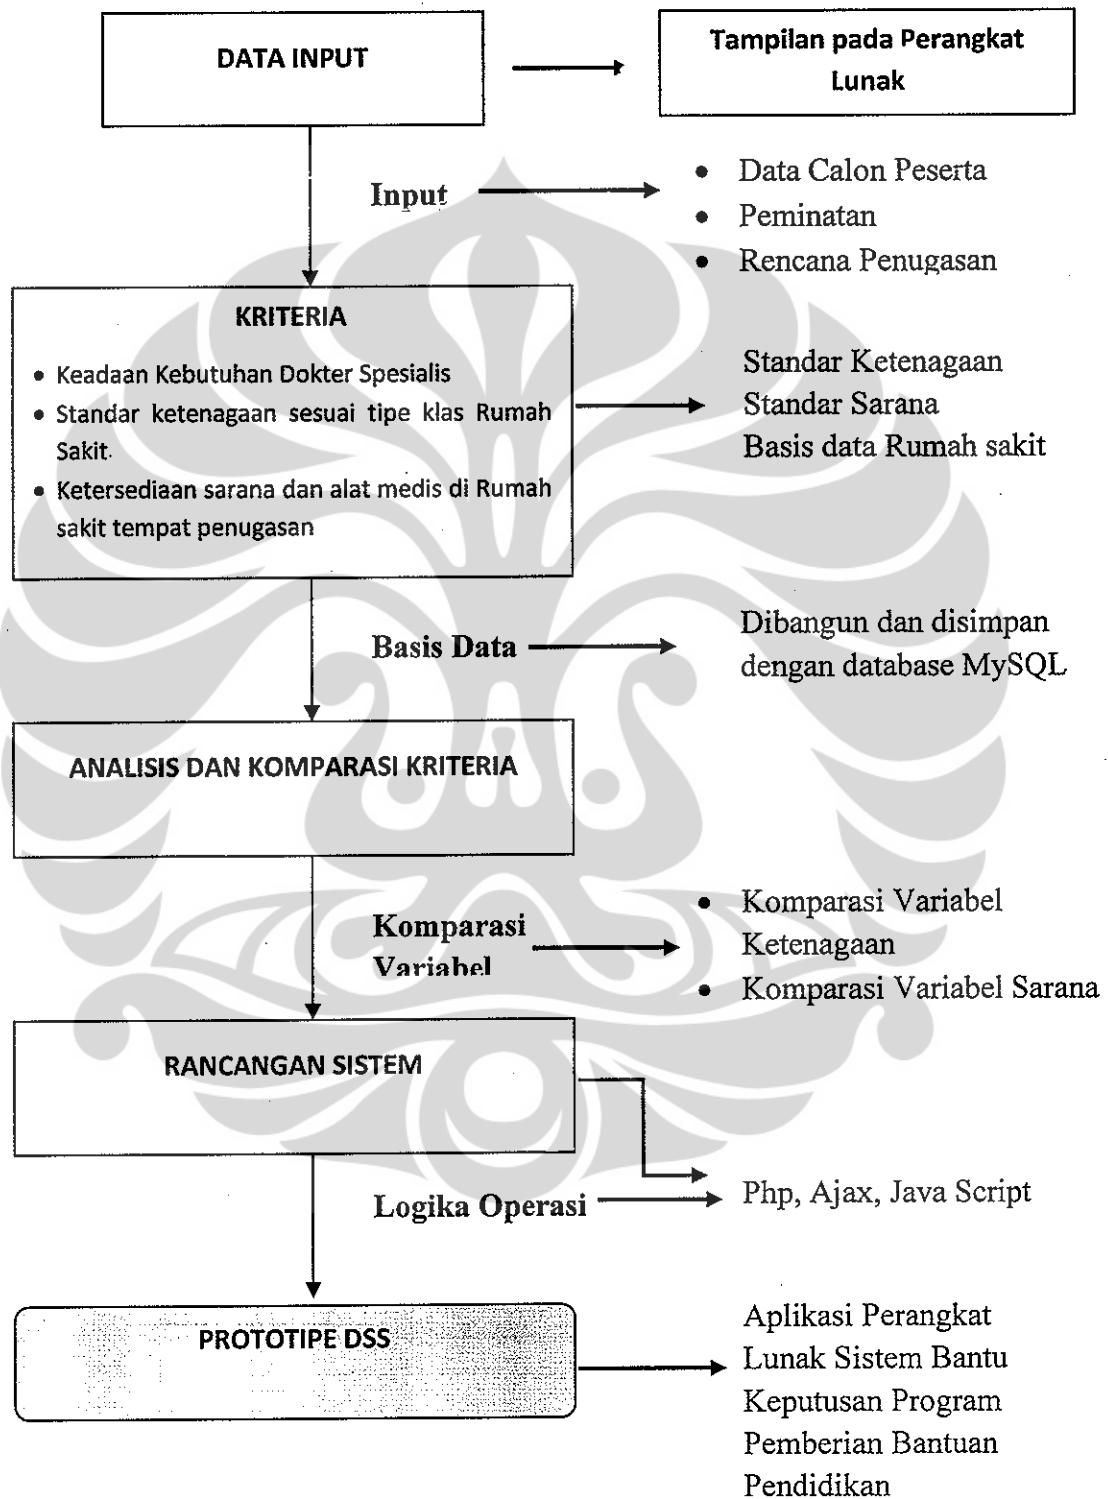 DATA INPUT
Tampilan pada Perangkat
Lunak
Input
• Data Calon Peserta
• Peminatan
• Rencana Penugasan
KRITERIA
• Keadaan Kebutuhan Dokter Spesialis
• Standar ketenagaan sesuai tipe klas Rumah
Sakit.
• Ketersediaan sarana dan alat medis di Rumah
sakit tempat penugasan
Standar Ketenagaan
Standar Sarana
Basis data Rumah sakit
Basis Data
Dibangun dan disimpan
dengan database MySQL
ANALISIS DAN KOMPARASI KRITERIA
Komparasi
Variabel
• Komparasi Variabel
Ketenagaan
• Komparasi Variabel Sarana
RANCANGAN SISTEM
Logika Operasi
Php, Ajax, Java Script
PROTOTIPE DSS
Aplikasi Perangkat
Lunak Sistem Bantu
Keputusan Program
Pemberian Bantuan
Pendidikan